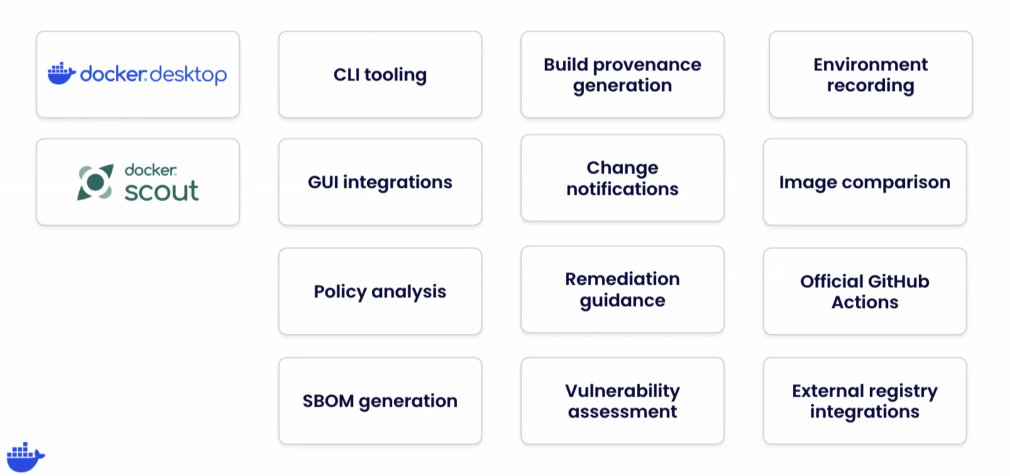 docker.desktop
CLI tooling
Build provenance
generation
Environment
recording
docker.
scout
GUI integrations
Change
notifications
Image comparison
Policy analysis
Remediation
guidance
Official GitHub
Actions
SBOM generation
Vulnerability
assessment
External registry
integrations